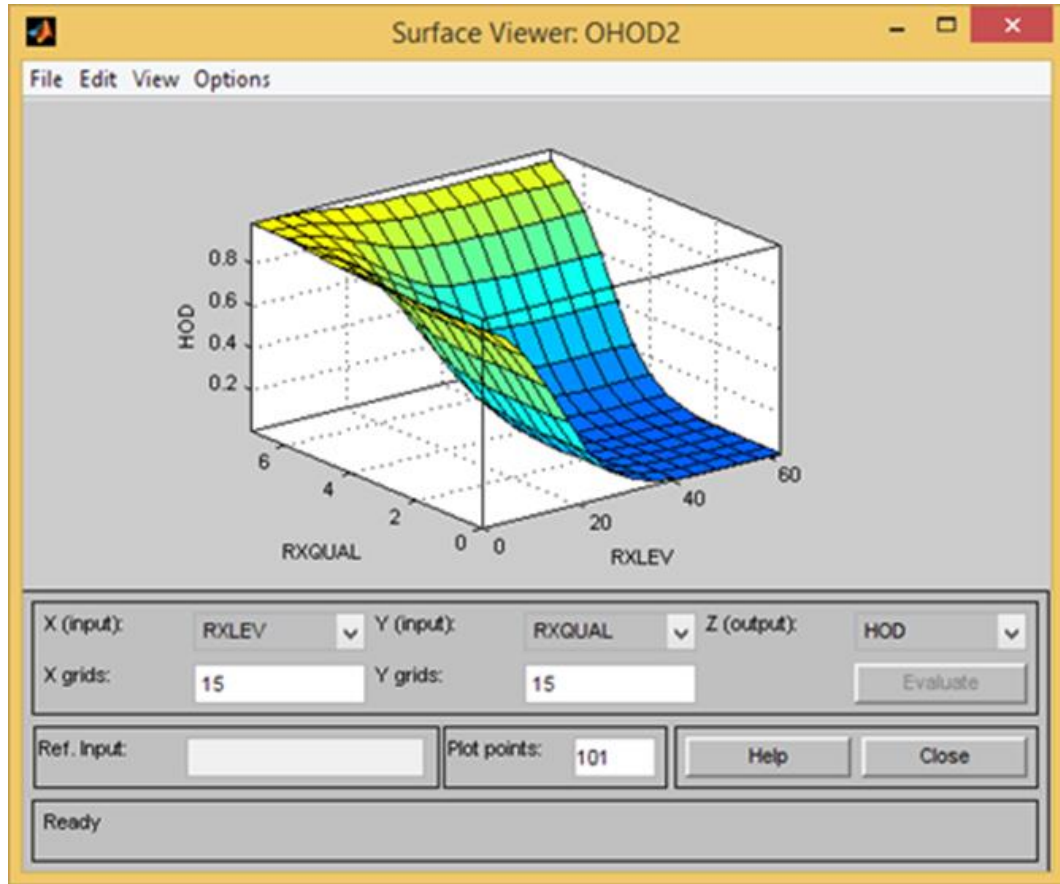 Surface Viewer: OHOD2
File Edit View Options
HOD
0.8
0.6
0.4
0.2
6
4
2
0
RXQUAL
0
20
40
60
RXLEV
X (input): RXLEV Y (input): RXQUAL Z (output): HOD
X grids: 15 Y grids: 15 Evaluate
Ref. Input: Plot points: 101 Help Close
Ready